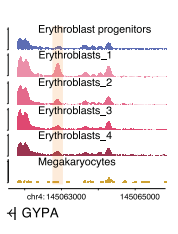 Erythroblast progenitors
Erythroblasts_1
Erythroblasts_2
Erythroblasts_3
Erythroblasts_4
Megakaryocytes
chr4: 145063000 145065000
GYPA